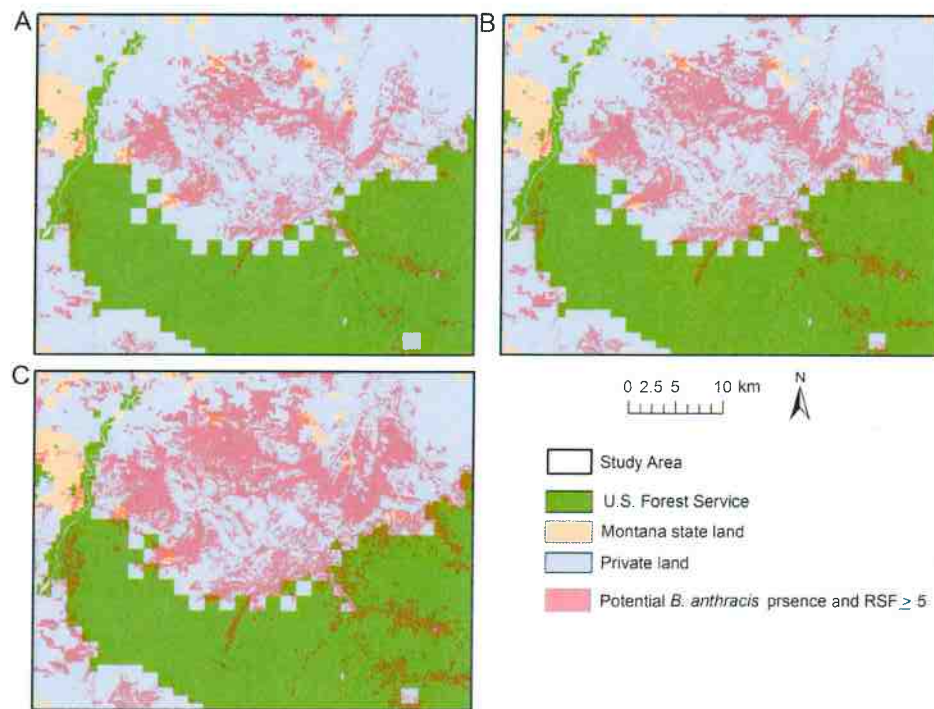 A
B
C
0 2.5 5 10 km
N
Study Area
U.S. Forest Service
Montana state land
Private land
Potential B. anthracis prsence and RSF ≥ 5